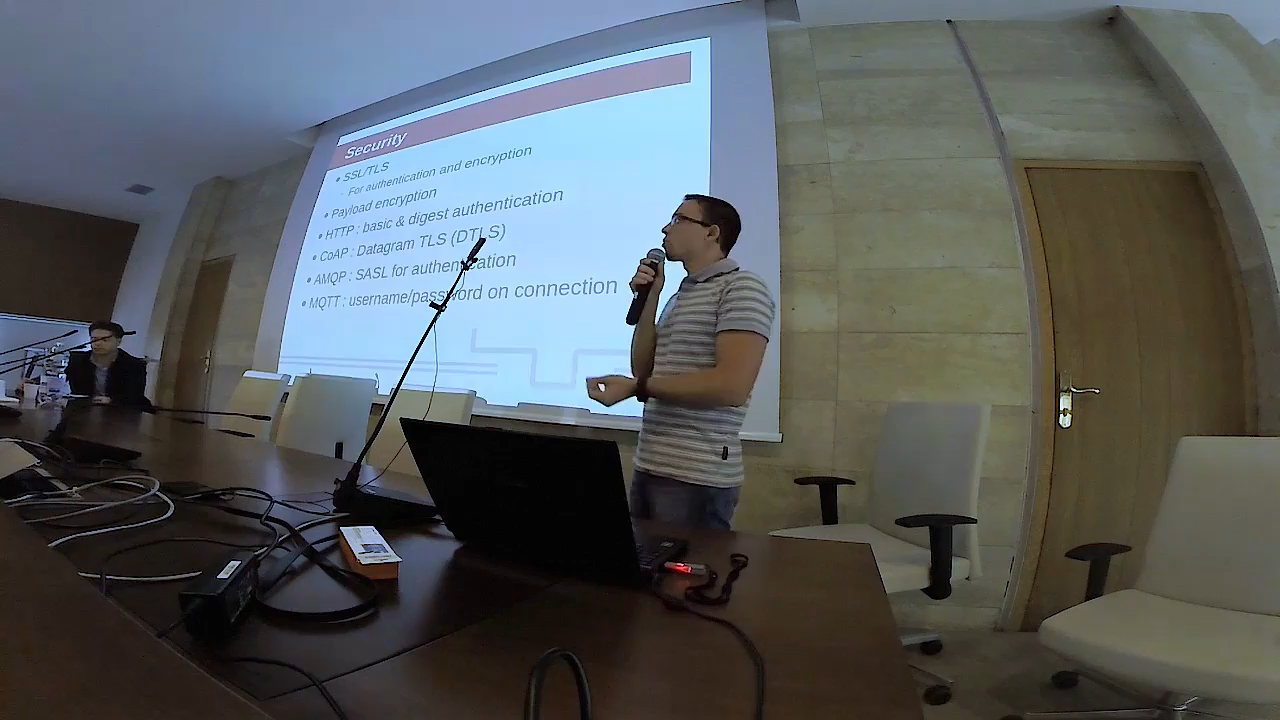 Security
• SSL/TLS
- For authentication and encryption
• Payload encryption
• HTTP : basic & digest authentication
• CoAP : Datagram TLS (DTLS)
• AMQP : SASL for authentication
• MQTT : username/password on connection